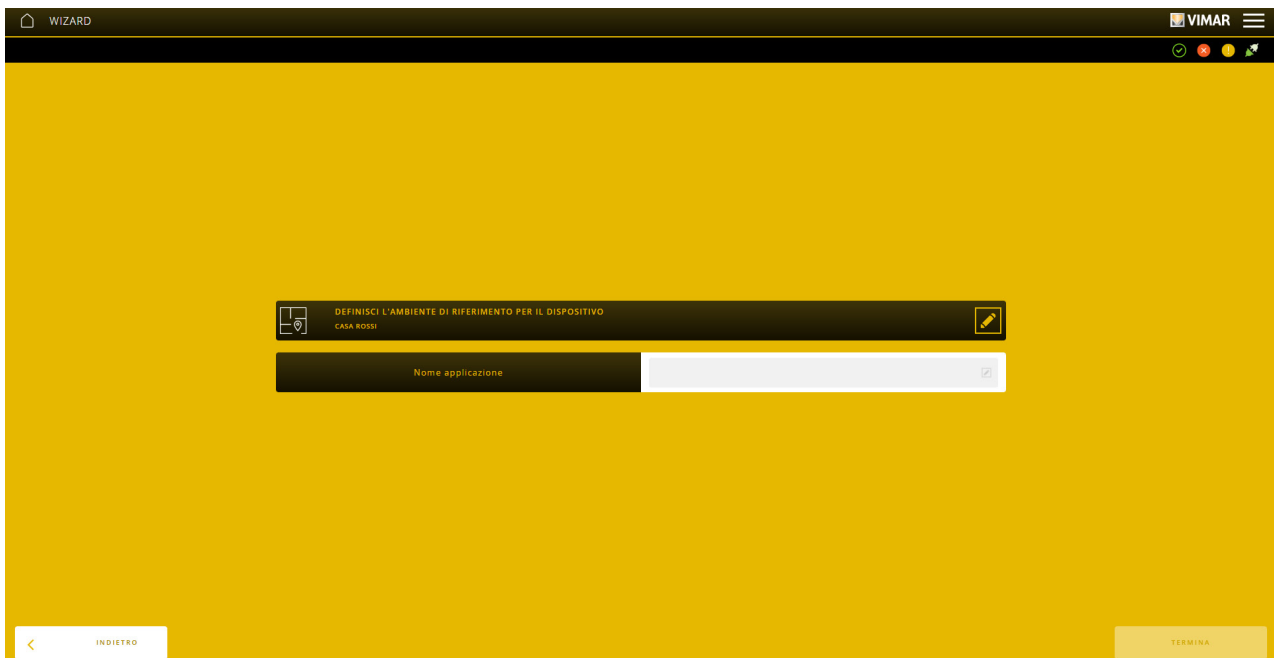 WIZARD
VIMAR
DEFINISCI L'AMBIENTE DI RIFERIMENTO PER IL DISPOSITIVO
CASA ROSSI
Nome applicazione
INDIETRO
TERMINA